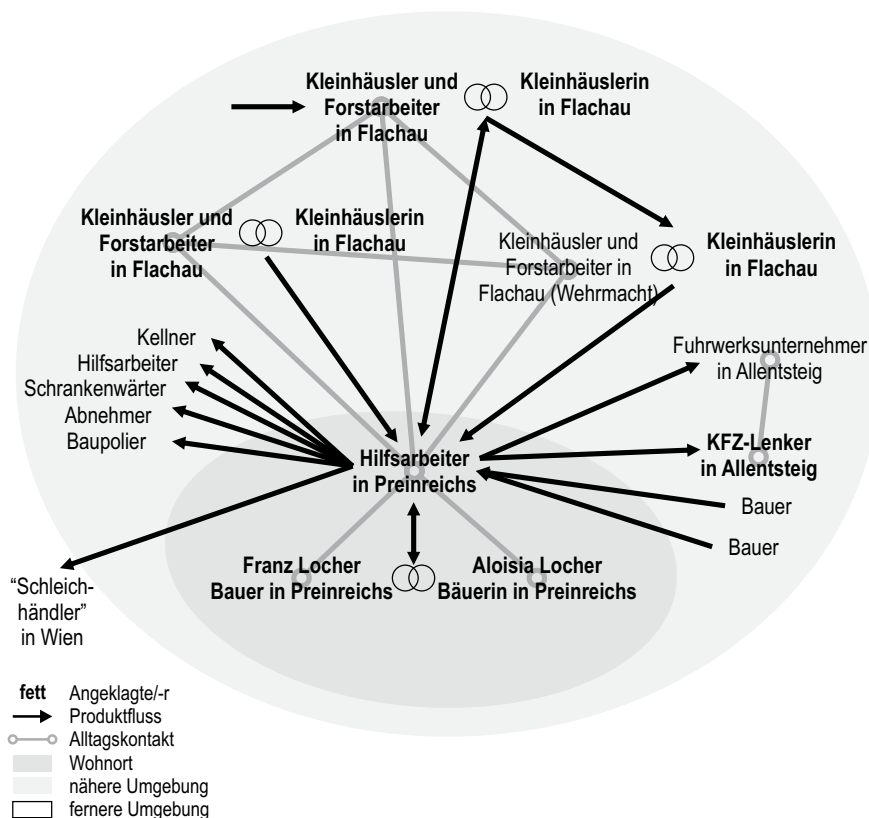 Kleinhäusler und
Forstarbeiter
in Flachau
Kleinhäuslerin
in Flachau
Kleinhäusler und
Forstarbeiter
in Flachau
Kleinhäuslerin
in Flachau
Kleinhäusler und
Forstarbeiter in
Flachau (Wehrmacht)
Kleinhäuslerin
in Flachau
Kellner
Hilfsarbeiter
Schrankenwärter
Abnehmer
Baupolier
Fuhrwerksunternehmer
in Allentsteig
Hilfsarbeiter
in Preinreichs
KFZ-Lenker
in Allentsteig
Bauer
Bauer
Franz Locher
Bauer in Preinreichs
Aloisia Locher
Bäuerin in Preinreichs
“Schleich-
händler”
in Wien
fett Angeklagte/-r
Produktfluss
Alltagskontakt
Wohnort
nähere Umgebung
fernere Umgebung